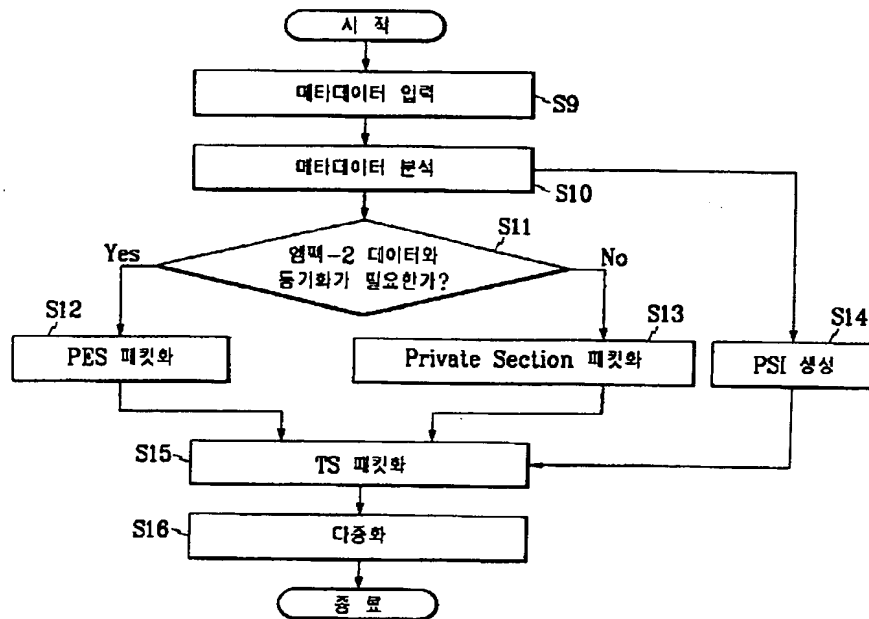 시 작
메타데이터 입력
S9
메타데이터 분석
S10
S11
엠펙-2 데이터와
동기화가 필요한가?
Yes
No
S12
PES 패킷화
S13
Private Section 패킷화
S14
PSI 생성
S15
TS 패킷화
S16
다중화
종 료